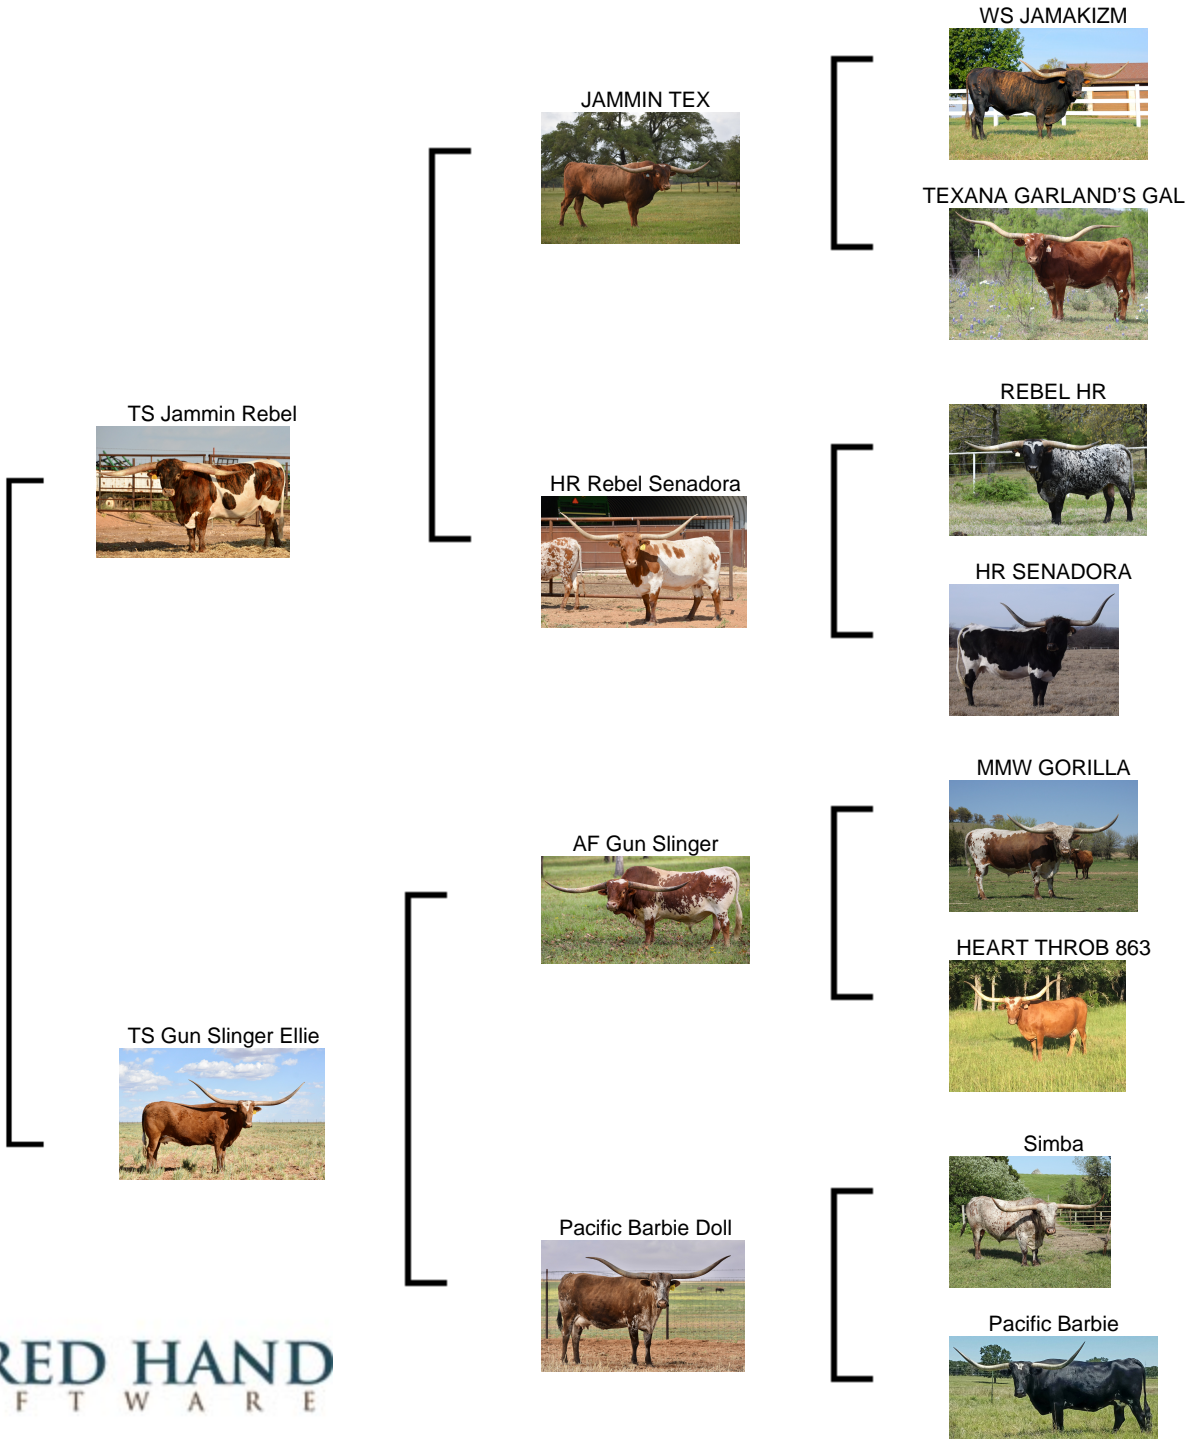 WS JAMAKIZM
JAMMIN TEX
TEXANA GARLAND'S GAL
REBEL HR
TS Jammin Rebel
HR Rebel Senadora
HR SENADORA
MMW GORILLA
AF Gun Slinger
HEART THROB 863
TS Gun Slinger Ellie
Simba
Pacific Barbie Doll
Pacific Barbie
RED HAND
F T W A R E